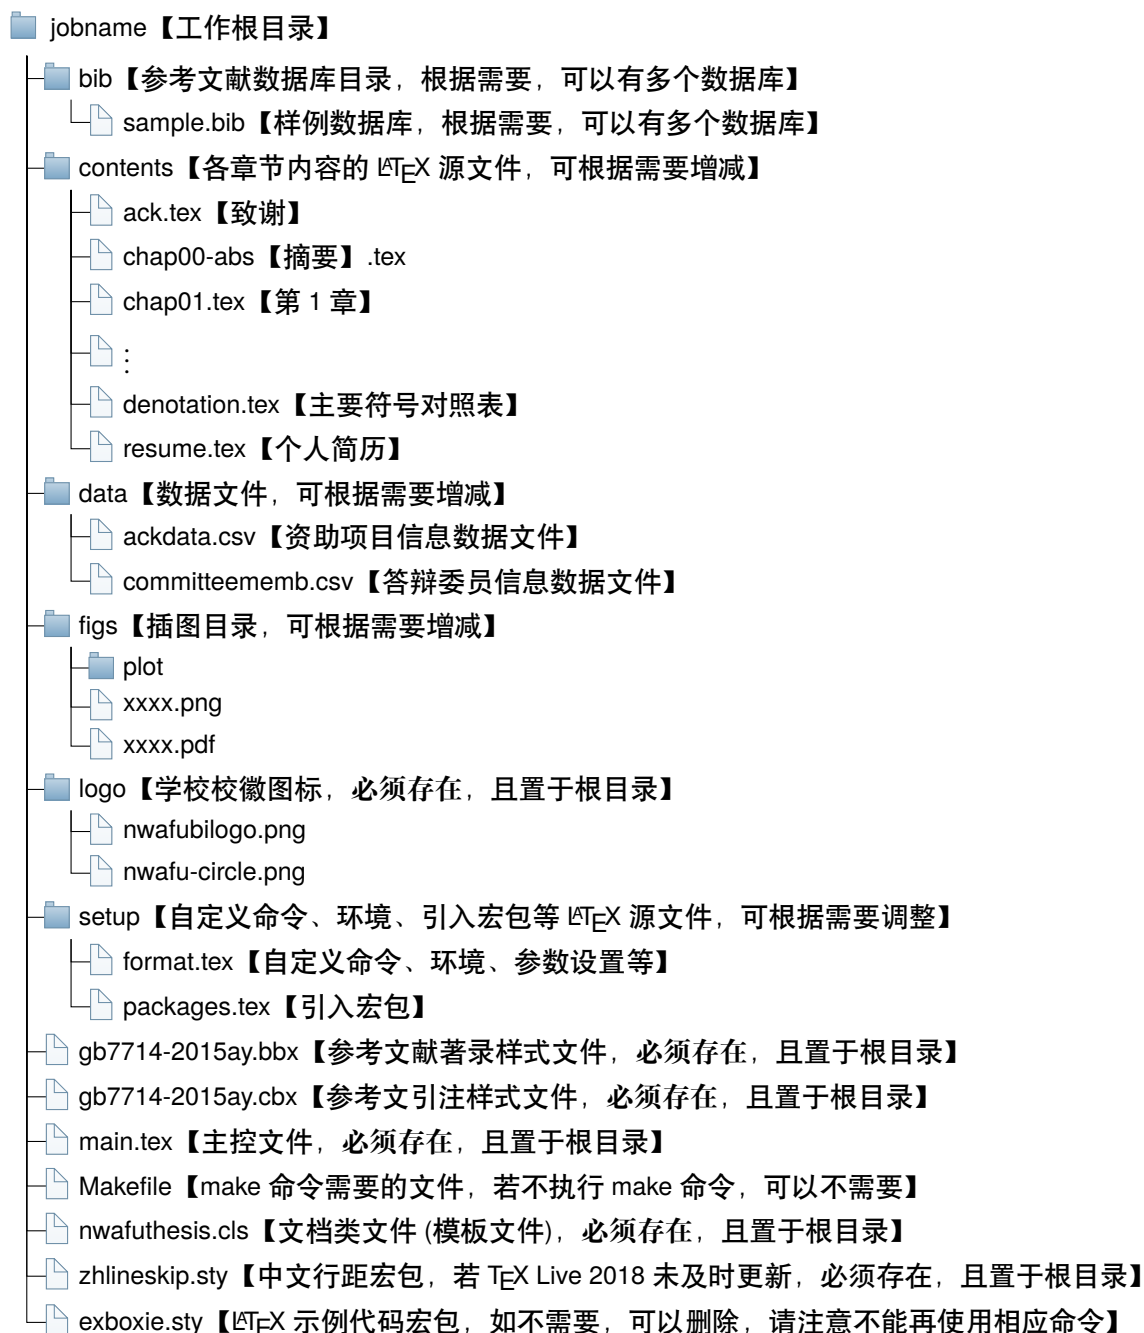 jobname【工作根目录】
bib【参考文献数据库目录，根据需要，可以有多个数据库】
sample.bib【样例数据库，根据需要，可以有多个数据库】
contents【各章节内容的 LATEX 源文件，可根据需要增减】
ack.tex【致谢】
chap00-abs【摘要】.tex
chap01.tex【第 1 章】
⋮
denotation.tex【主要符号对照表】
resume.tex【个人简历】
data【数据文件，可根据需要增减】
ackdata.csv【资助项目信息数据文件】
committeememb.csv【答辩委员信息数据文件】
figs【插图目录，可根据需要增减】
plot
xxxx.png
xxxx.pdf
logo【学校校徽图标，必须存在，且置于根目录】
nwafubilogo.png
nwafu-circle.png
setup【自定义命令、环境、引入宏包等 LATEX 源文件，可根据需要调整】
format.tex【自定义命令、环境、参数设置等】
packages.tex【引入宏包】
gb7714-2015ay.bbx【参考文献著录样式文件，必须存在，且置于根目录】
gb7714-2015ay.cbx【参考文引注样式文件，必须存在，且置于根目录】
main.tex【主控文件，必须存在，且置于根目录】
Makefile【make 命令需要的文件，若不执行 make 命令，可以不需要】
nwafuthesis.cls【文档类文件 (模板文件)，必须存在，且置于根目录】
zhlineskip.sty【中文行距宏包，若 TEX Live 2018 未及时更新，必须存在，且置于根目录】
exboxie.sty【LATEX 示例代码宏包，如不需要，可以删除，请注意不能再使用相应命令】